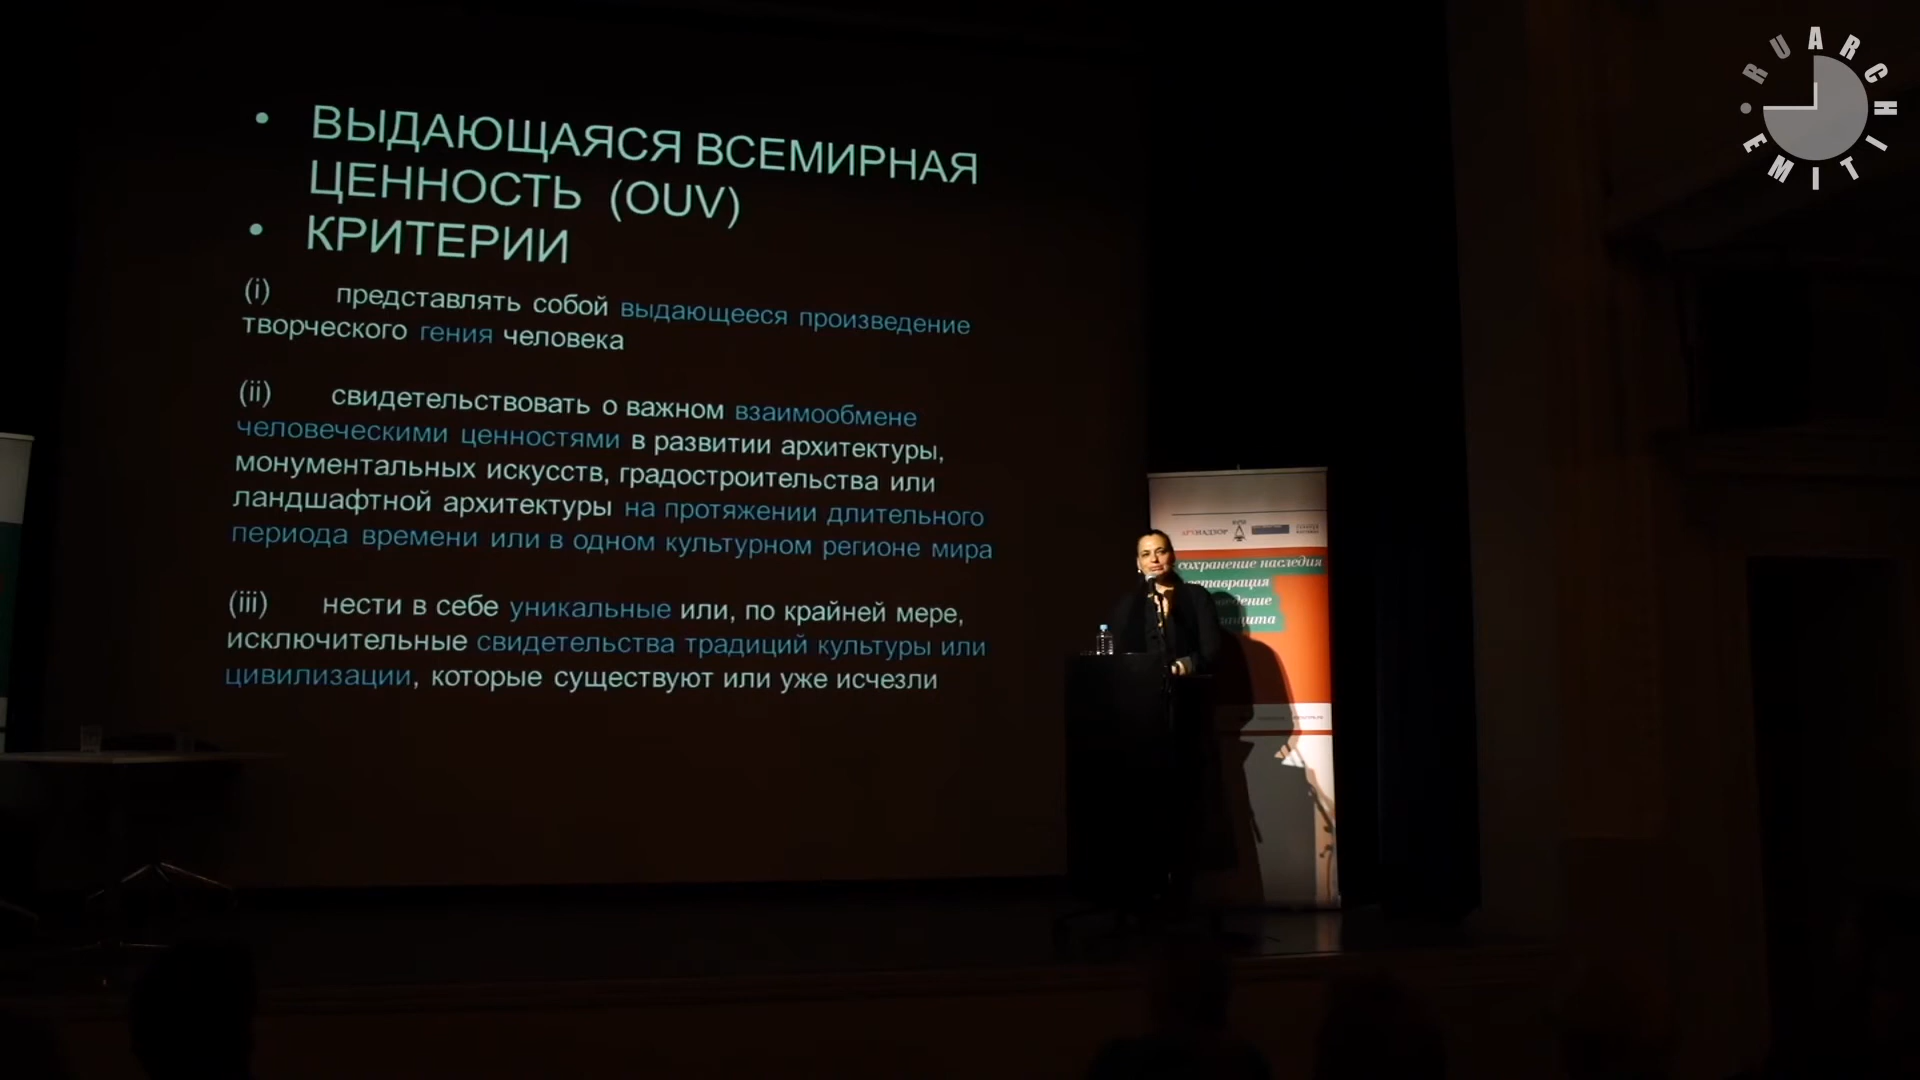 • ВЫДАЮЩАЯСЯ ВСЕМИРНАЯ
ЦЕННОСТЬ (OUV)
• КРИТЕРИИ
(i) представлять собой выдающееся произведение
творческого гения человека
(ii) свидетельствовать о важном взаимообмене
человеческими ценностями в развитии архитектуры,
монументальных искусств, градостроительства или
ландшафтной архитектуры на протяжении длительного
периода времени или в одном культурном регионе мира
(iii) нести в себе уникальные или, по крайней мере,
исключительные свидетельства традиций культуры или
цивилизации, которые существуют или уже исчезли
RUARCH
TIME
АРХНАДЗОР
сохранение наследия